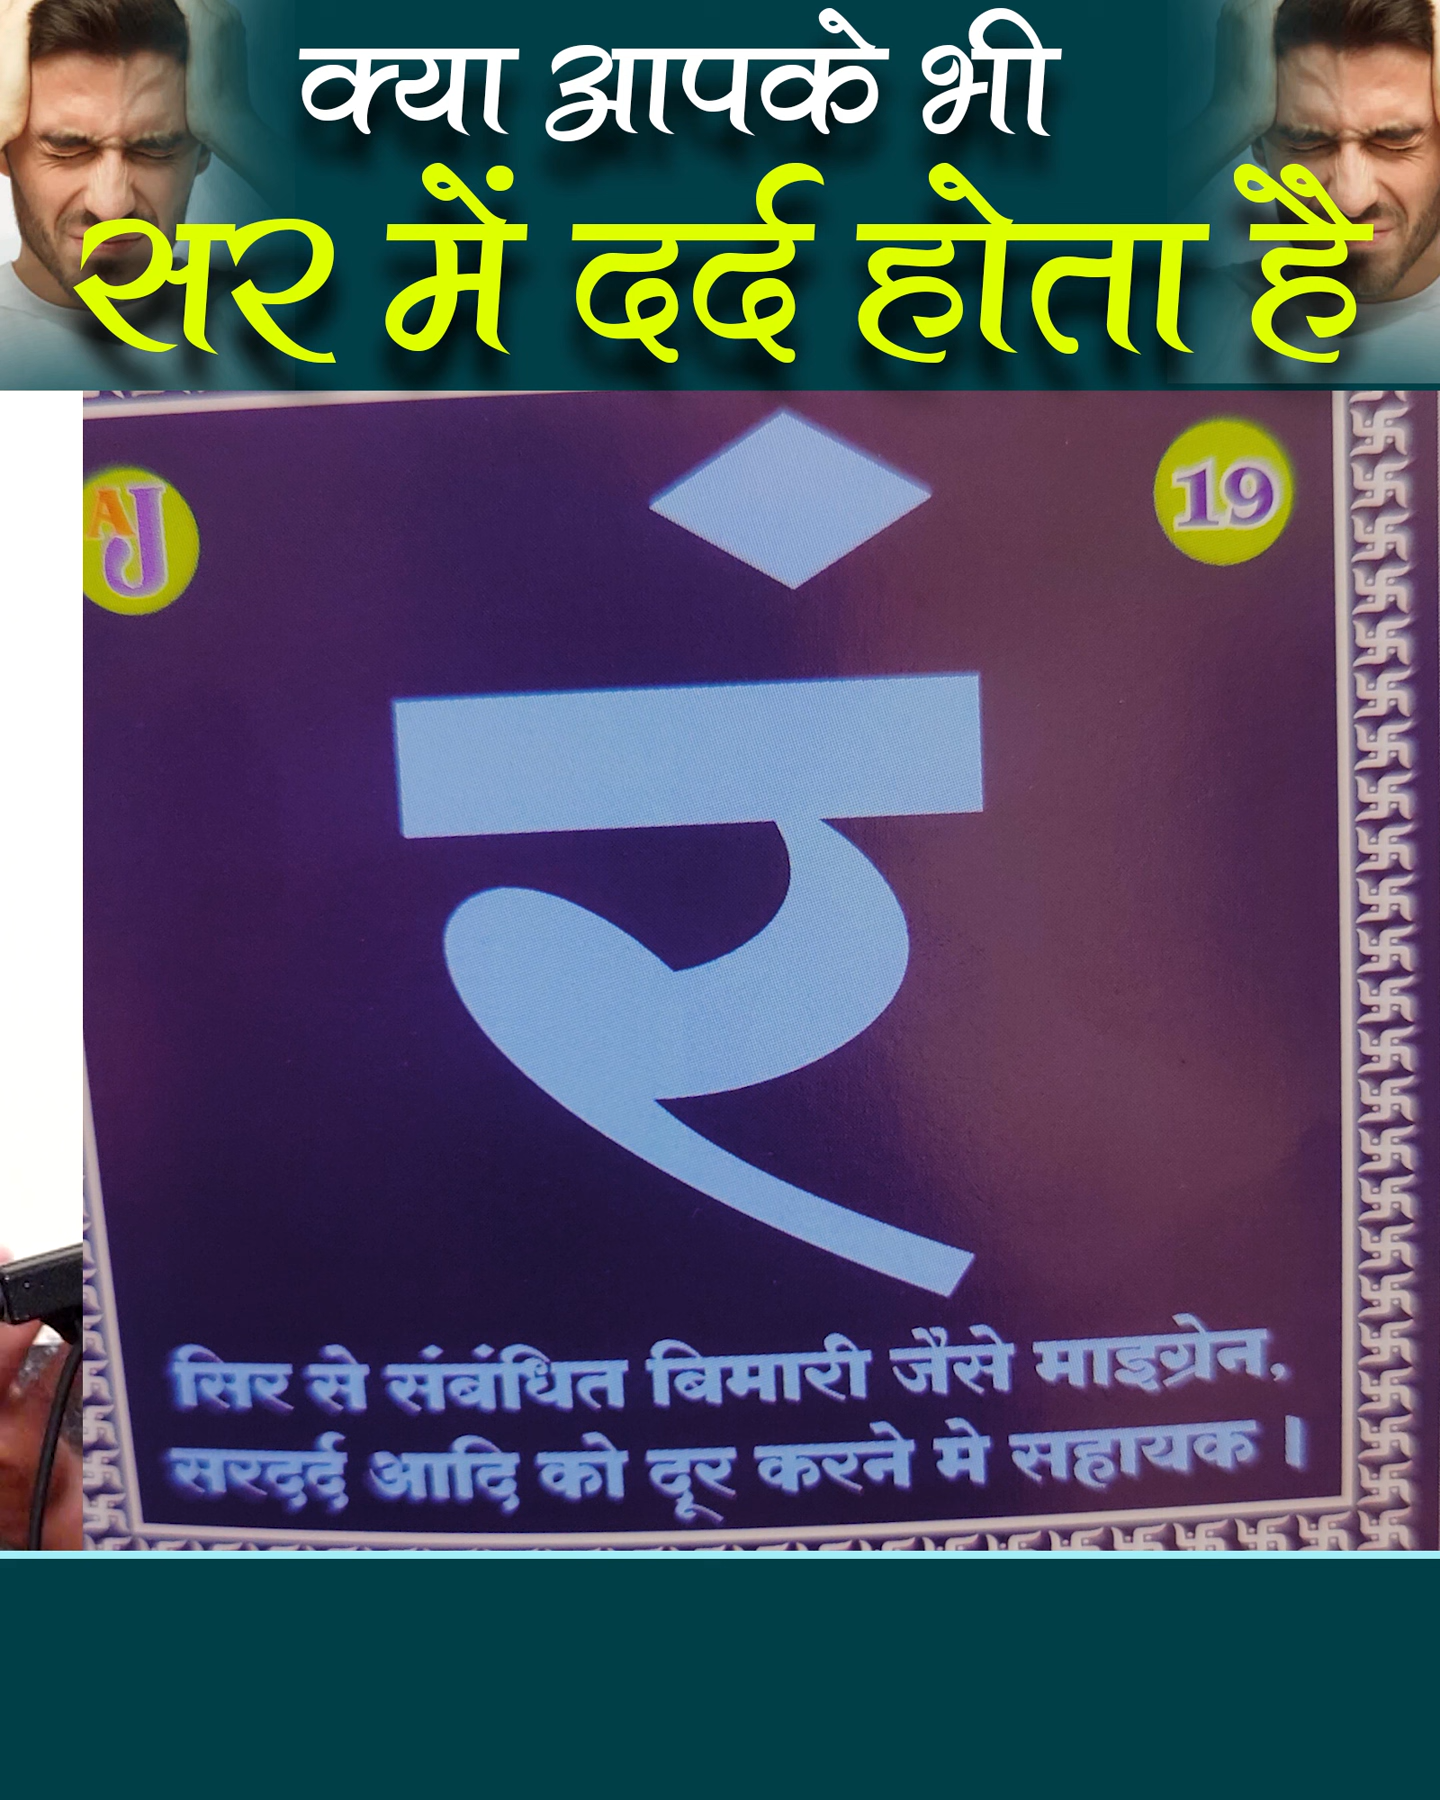 क्या आपके भी
सर में दर्द होता है
AJ
19
रं
सिर से संबंधित बिमारी जैसे माइग्रेन,
सरदर्द आदि को दूर करने मे सहायक ।